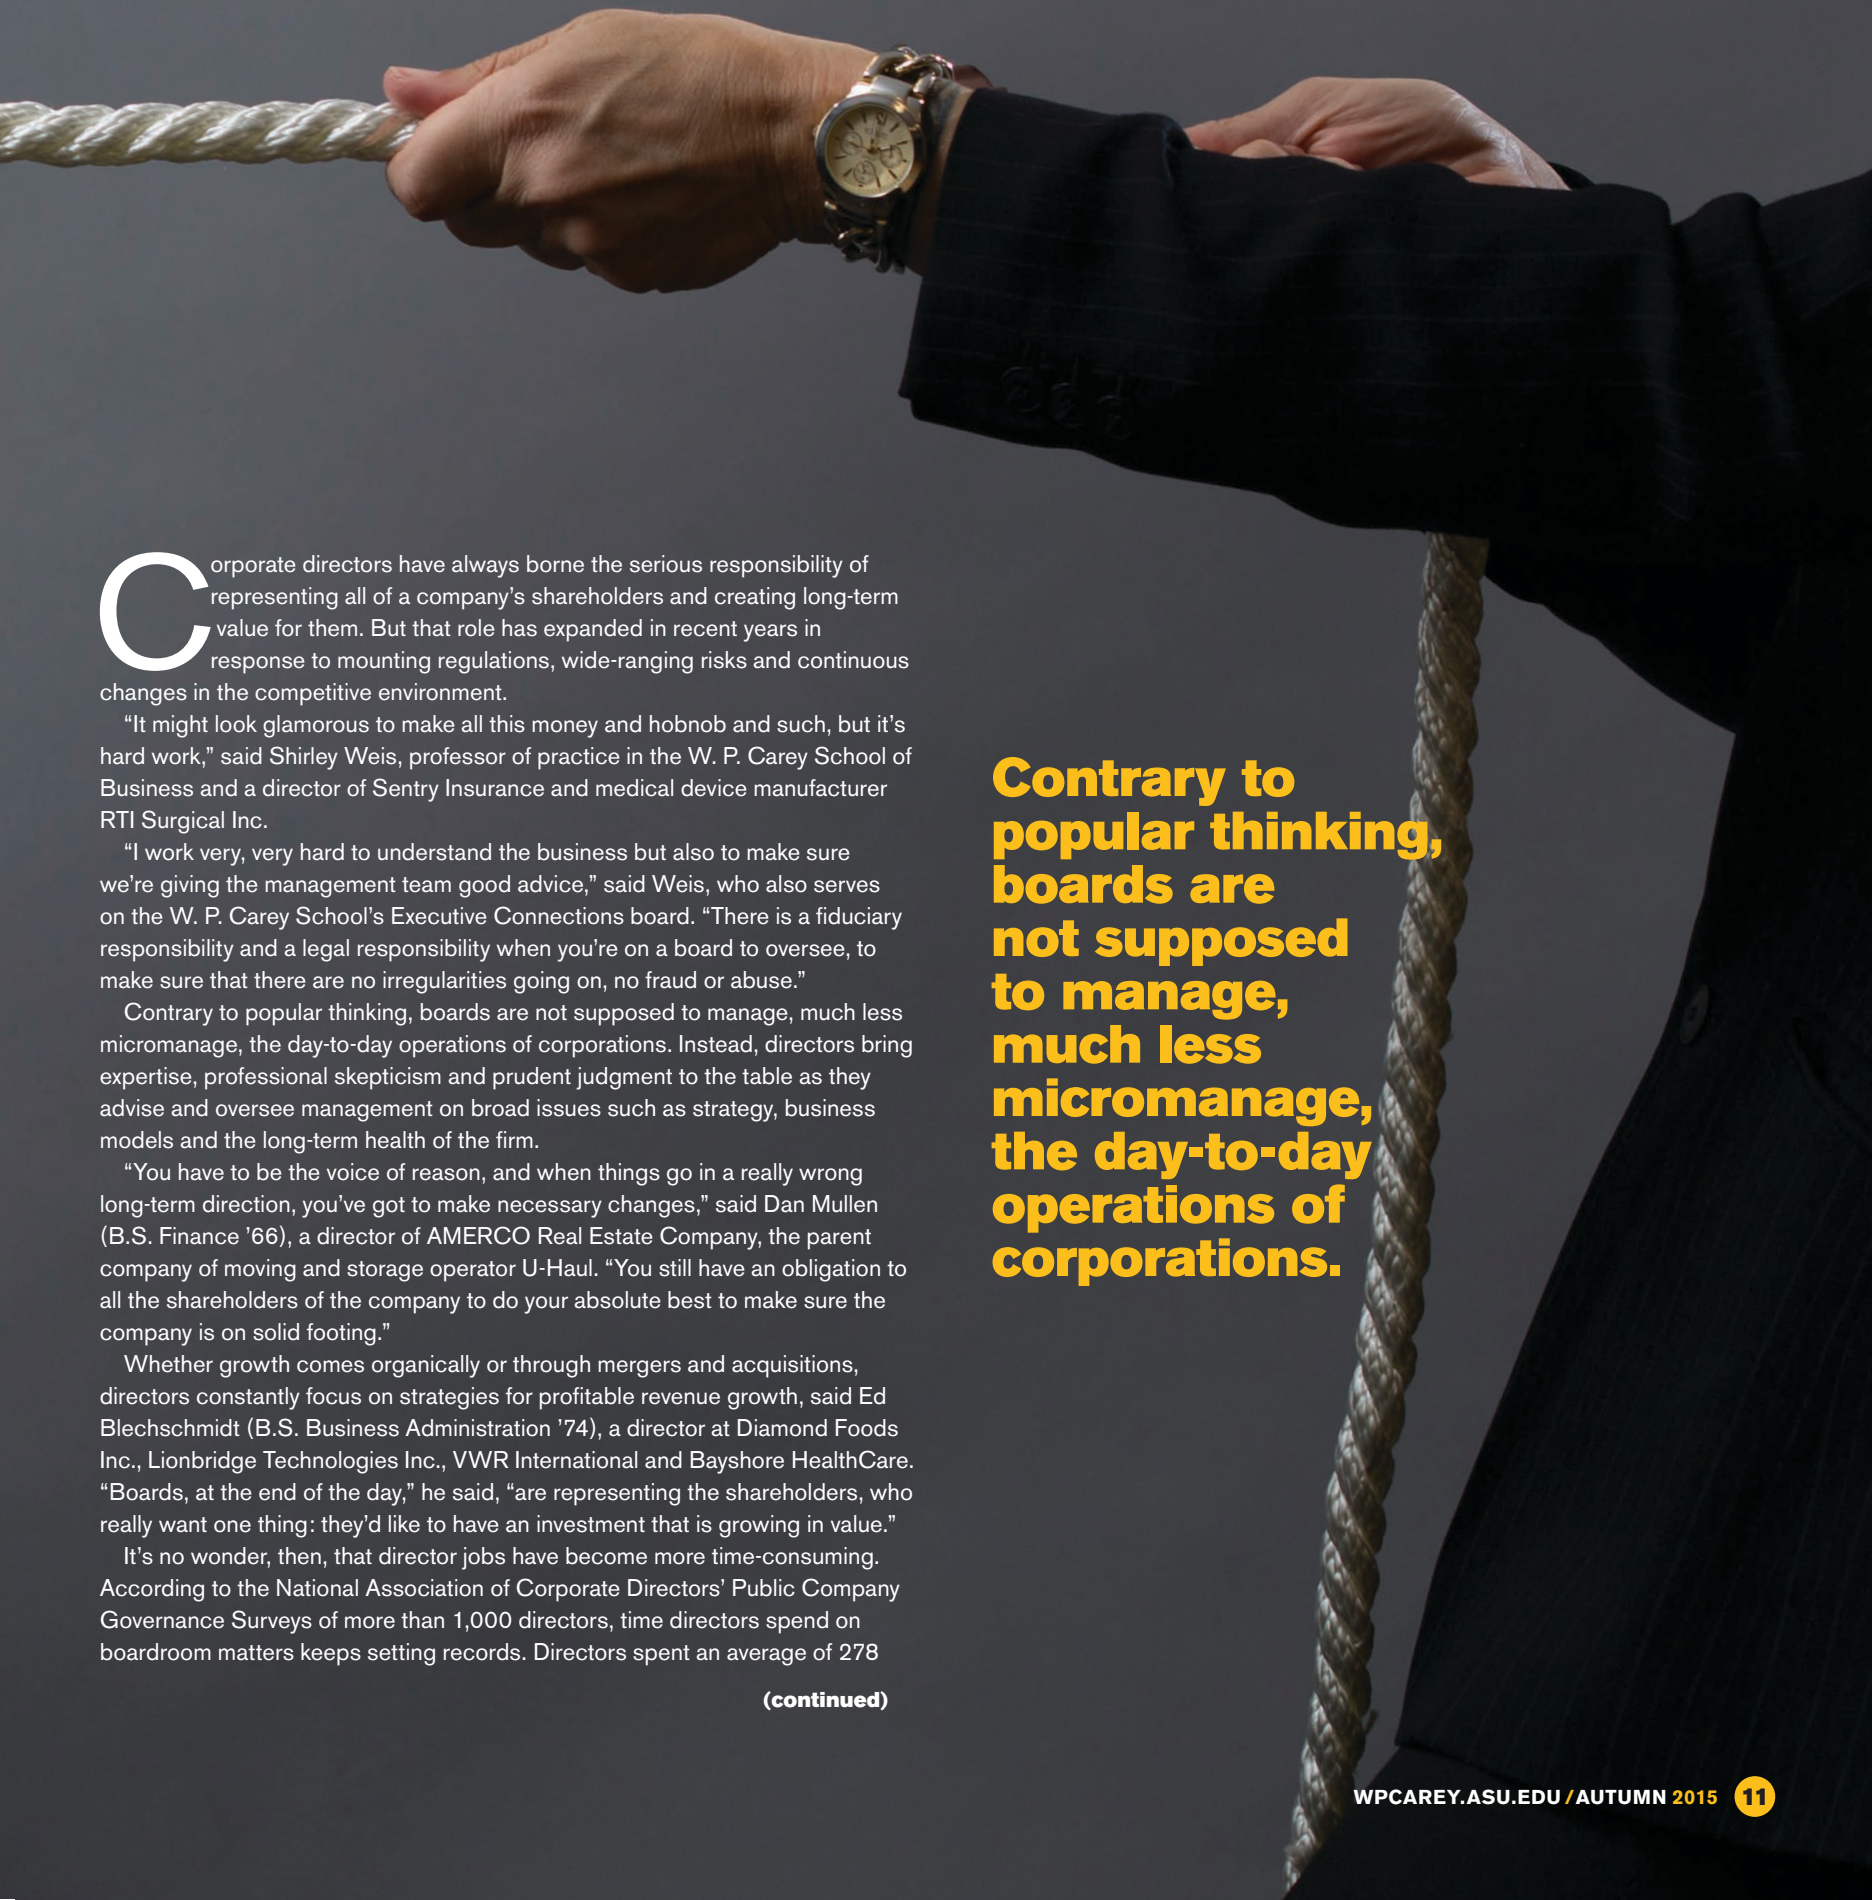 Corporate directors have always borne the serious responsibility of
representing all of a company’s shareholders and creating long-term
value for them. But that role has expanded in recent years in
response to mounting regulations, wide-ranging risks and continuous
changes in the competitive environment.
“It might look glamorous to make all this money and hobnob and such, but it’s
hard work,” said Shirley Weis, professor of practice in the W. P. Carey School of
Business and a director of Sentry Insurance and medical device manufacturer
RTI Surgical Inc.
“I work very, very hard to understand the business but also to make sure
we’re giving the management team good advice,” said Weis, who also serves
on the W. P. Carey School’s Executive Connections board. “There is a fiduciary
responsibility and a legal responsibility when you’re on a board to oversee, to
make sure that there are no irregularities going on, no fraud or abuse.”
Contrary to popular thinking, boards are not supposed to manage, much less
micromanage, the day-to-day operations of corporations. Instead, directors bring
expertise, professional skepticism and prudent judgment to the table as they
advise and oversee management on broad issues such as strategy, business
models and the long-term health of the firm.
“You have to be the voice of reason, and when things go in a really wrong
long-term direction, you’ve got to make necessary changes,” said Dan Mullen
(B.S. Finance ’66), a director of AMERCO Real Estate Company, the parent
company of moving and storage operator U-Haul. “You still have an obligation to
all the shareholders of the company to do your absolute best to make sure the
company is on solid footing.”
Whether growth comes organically or through mergers and acquisitions,
directors constantly focus on strategies for profitable revenue growth, said Ed
Blechschmidt (B.S. Business Administration ’74), a director at Diamond Foods
Inc., Lionbridge Technologies Inc., VWR International and Bayshore HealthCare.
“Boards, at the end of the day,” he said, “are representing the shareholders, who
really want one thing: they’d like to have an investment that is growing in value.”
It’s no wonder, then, that director jobs have become more time-consuming.
According to the National Association of Corporate Directors’ Public Company
Governance Surveys of more than 1,000 directors, time directors spend on
boardroom matters keeps setting records. Directors spent an average of 278
(continued)
Contrary to
popular thinking,
boards are
not supposed
to manage,
much less
micromanage,
the day-to-day
operations of
corporations.
WPCAREY.ASU.EDU / AUTUMN 2015 11